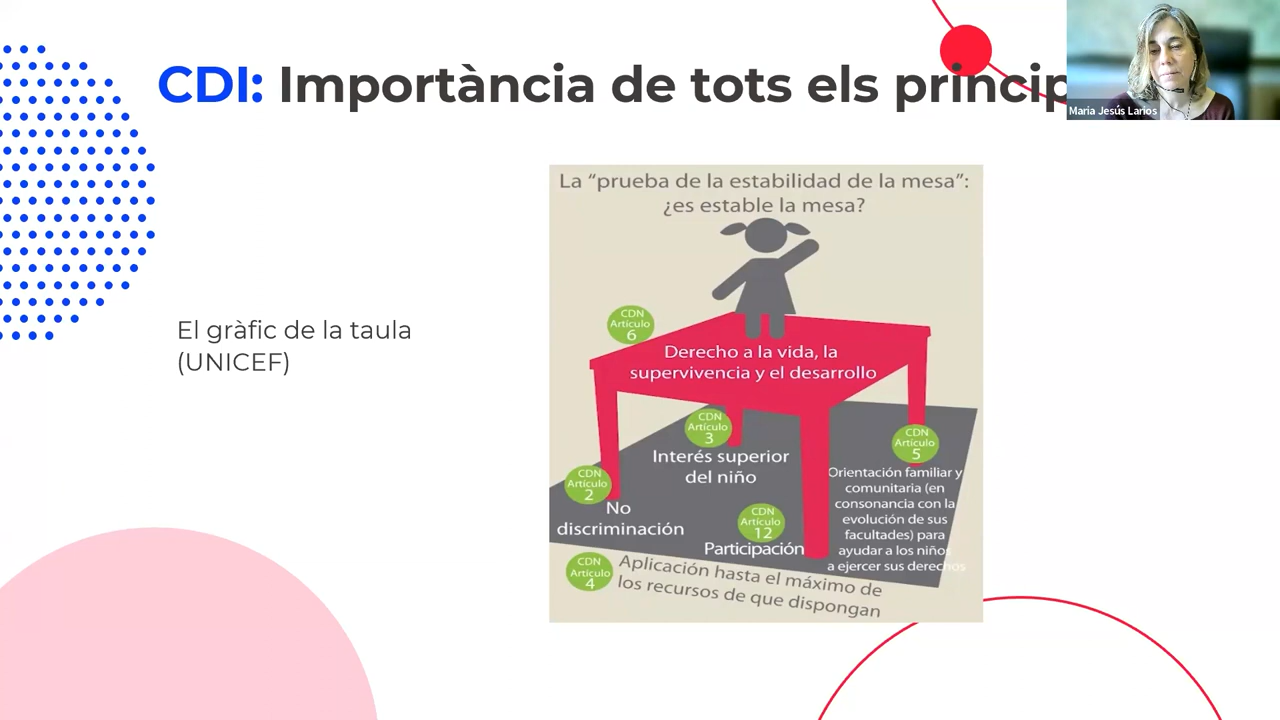 CDI: Importància de tots els princip
Maria Jesús Larios
El gràfic de la taula
(UNICEF)
La “prueba de la estabilidad de la mesa”:
¿es estable la mesa?
CDN
Artículo
6
Derecho a la vida, la
supervivencia y el desarrollo
CDN
Artículo
3
Interés superior
del niño
CDN
Artículo
5
Orientación familiar y
comunitaria (en
consonancia con la
evolución de sus
facultades) para
ayudar a los niños
a ejercer sus derechos
CDN
Artículo
2
No
discriminación
CDN
Artículo
12
Participación
CDN
Artículo
4
Aplicación hasta el máximo de
los recursos de que dispongan